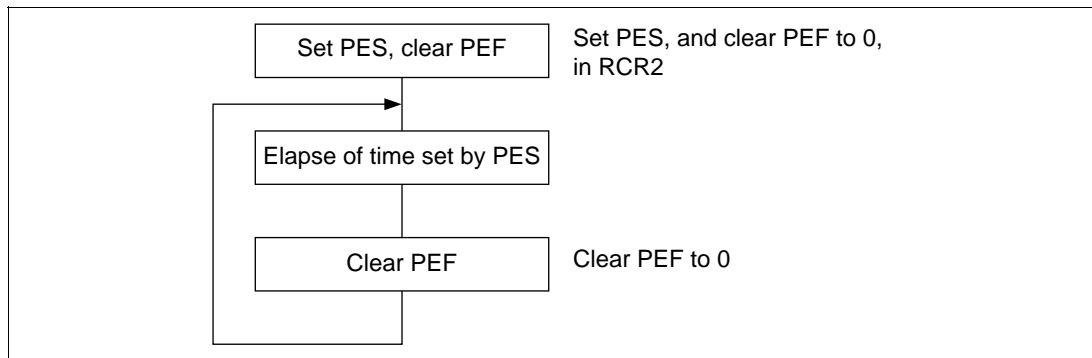 Set PES, clear PEF
Set PES, and clear PEF to 0,
in RCR2
Elapse of time set by PES
Clear PEF
Clear PEF to 0